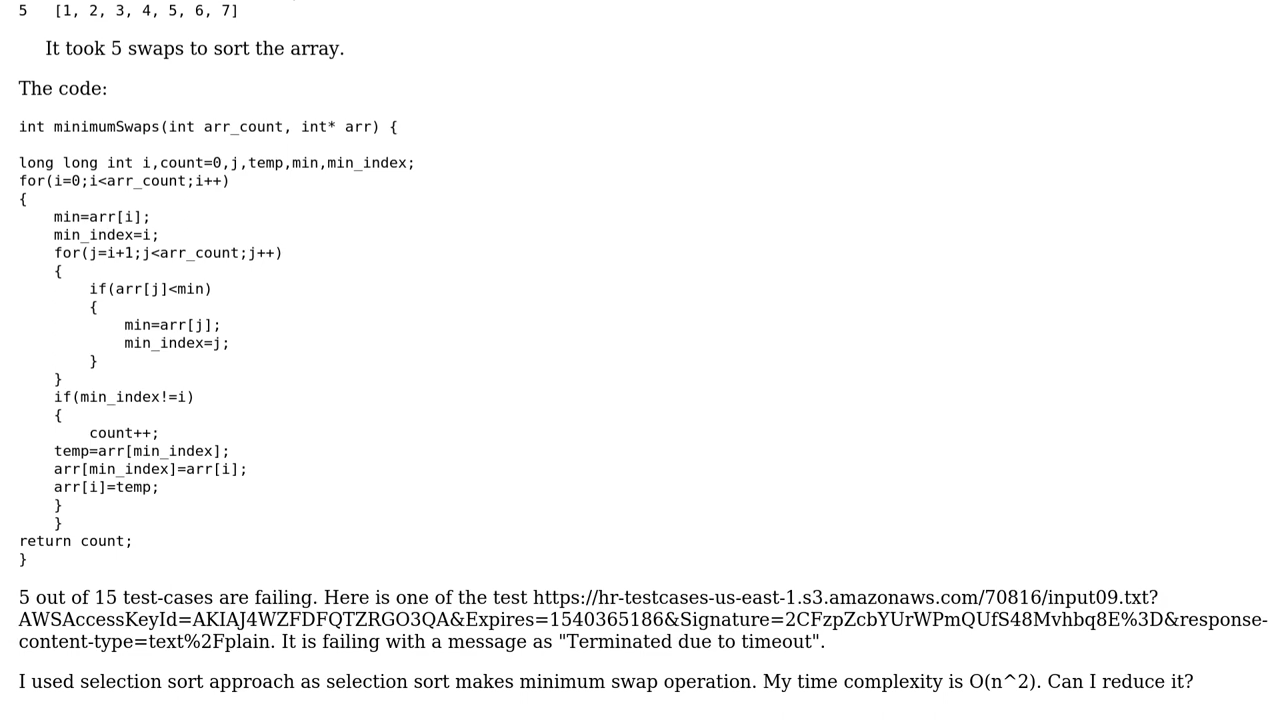 5   [1, 2, 3, 4, 5, 6, 7]
It took 5 swaps to sort the array.
The code:
int minimumSwaps(int arr_count, int* arr) {
long long int i,count=0,j,temp,min,min_index;
for(i=0;i<arr_count;i++)
{
    min=arr[i];
    min_index=i;
    for(j=i+1;j<arr_count;j++)
    {
        if(arr[j]<min)
        {
            min=arr[j];
            min_index=j;
        }
    }
    if(min_index!=i)
    {
        count++;
    temp=arr[min_index];
    arr[min_index]=arr[i];
    arr[i]=temp;
    }
    }
return count;
}
5 out of 15 test-cases are failing. Here is one of the test https://hr-testcases-us-east-1.s3.amazonaws.com/70816/input09.txt?
AWSAccessKeyId=AKIAJ4WZFDFQTZRGO3QA&Expires=1540365186&Signature=2CFzpZcbYUrWPmQUfS48Mvhbq8E%3D&response-
content-type=text%2Fplain. It is failing with a message as "Terminated due to timeout".
I used selection sort approach as selection sort makes minimum swap operation. My time complexity is O(n^2). Can I reduce it?